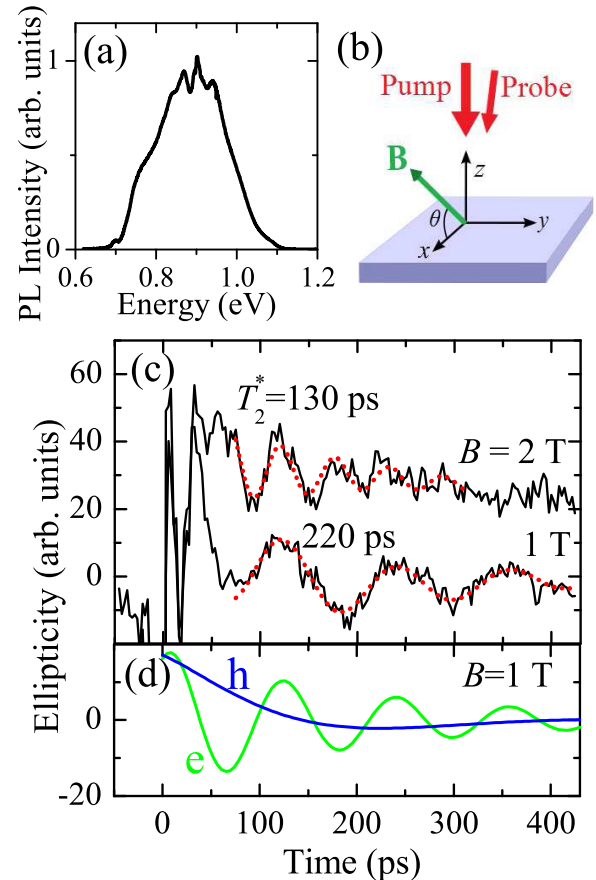 (a)
PL Intensity (arb. units)
1
0
0.6 0.8 1.0 1.2
Energy (eV)
(b)
Pump Probe
B
z
θ
x
y
(c)
T*2=130 ps
B = 2 T
220 ps
1 T
60
40
20
0
Ellipticity (arb. units)
(d)
h
e
B=1 T
0
-20
0 100 200 300 400
Time (ps)